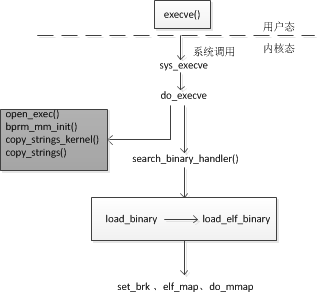 execve()
用户态
系统调用
内核态
sys_execve
do_execve
open_exec()
bprm_mm_init()
copy_strings_kernel()
copy_strings()
search_binary_handler()
load_binary
load_elf_binary
set_brk 、elf_map、do_mmap